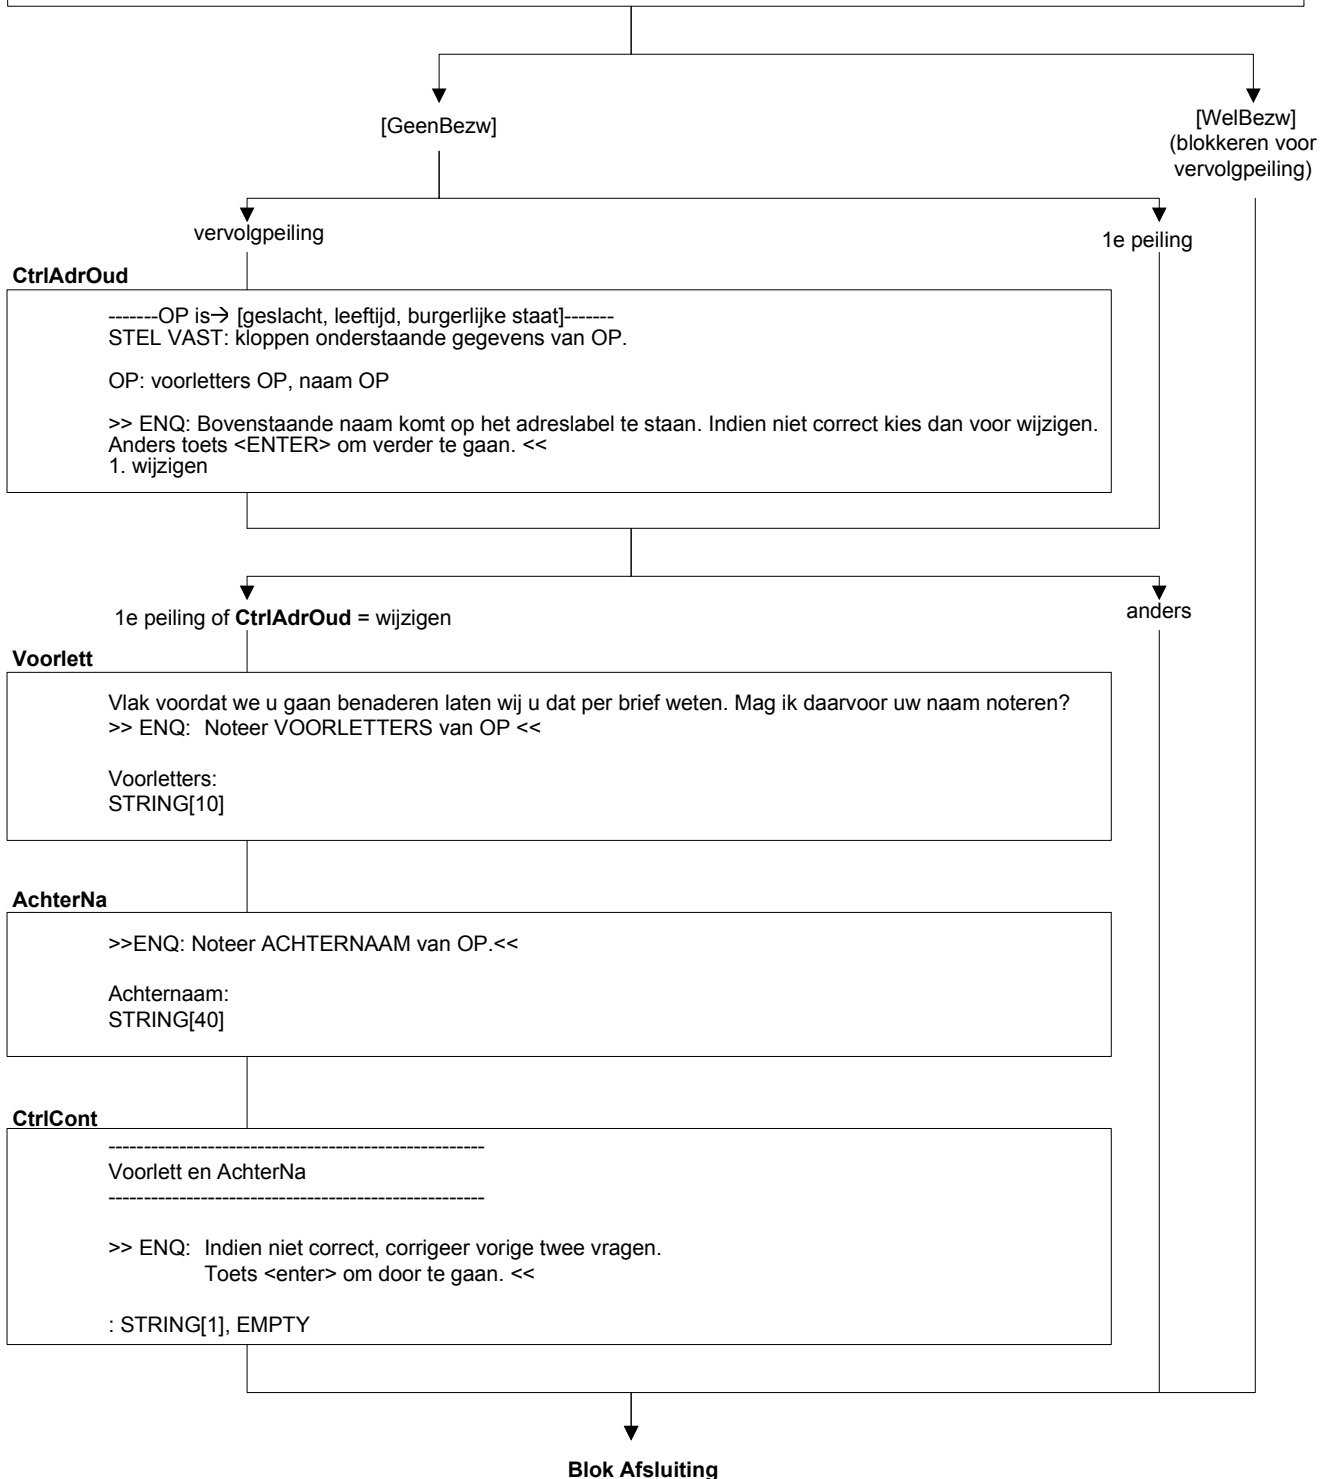 [GeenBezw]
[WelBezw]
(blokkeren voor
vervolgpeiling)
vervolgpeiling
1e peiling
CtrlAdrOud
-------OP is→ [geslacht, leeftijd, burgerlijke staat]-------
STEL VAST: kloppen onderstaande gegevens van OP.
OP: voorletters OP, naam OP
>> ENQ: Bovenstaande naam komt op het adreslabel te staan. Indien niet correct kies dan voor wijzigen.
Anders toets <ENTER> om verder te gaan. <<
1. wijzigen
1e peiling of CtrlAdrOud = wijzigen
anders
Voorlett
Vlak voordat we u gaan benaderen laten wij u dat per brief weten. Mag ik daarvoor uw naam noteren?
>> ENQ: Noteer VOORLETTERS van OP <<
Voorletters:
STRING[10]
AchterNa
>>ENQ: Noteer ACHTERNAAM van OP.<<
Achternaam:
STRING[40]
CtrlCont
-----------------------------------------------------
Voorlett en AchterNa
-----------------------------------------------------
>> ENQ: Indien niet correct, corrigeer vorige twee vragen.
Toets <enter> om door te gaan. <<
: STRING[1], EMPTY
Blok Afsluiting